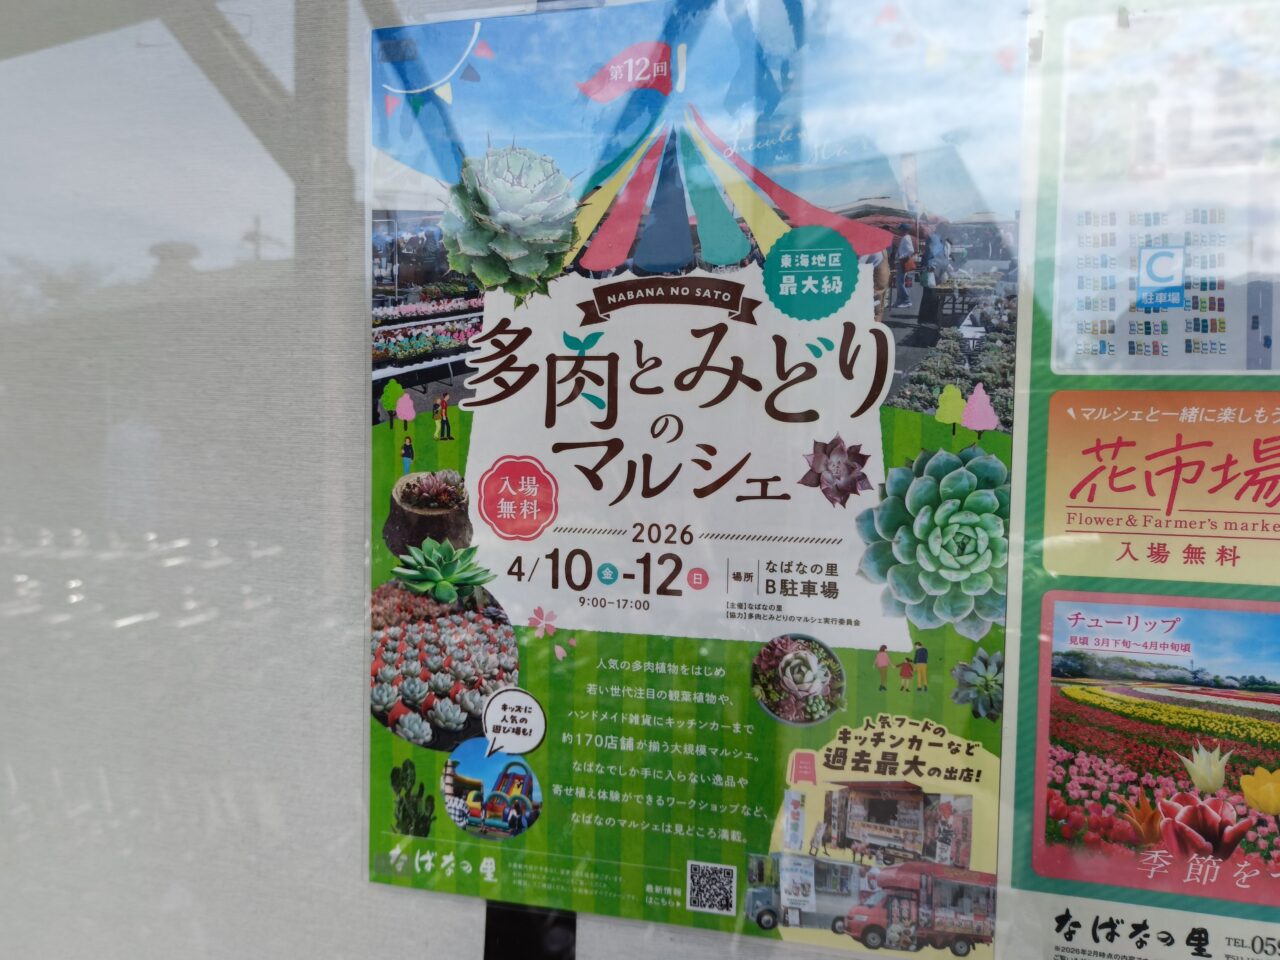 第12回
東海地区
最大級
NABANA NO SATO
多肉とみどり
の
マルシェ
入場
無料
2026
4/10金-12日
9:00-17:00
場所
なばなの里
B駐車場
【主催】なばなの里
【協力】多肉とみどりのマルシェ実行委員会
人気の多肉植物をはじめ
若い世代注目の観葉植物や、
ハンドメイド雑貨にキッチンカーまで
約170店舗が揃う大規模マルシェ。
なばなでしか手に入らない逸品や
寄せ植え体験ができるワークショップなど、
なばなのマルシェは見どころ満載。
キッズに
人気の
遊び場も!
人気フードの
キッチンカーなど
過去最大の出店!
なばなの里
最新情報
はこちら▶
C
駐車場
マルシェと一緒に楽しもう
花市場
Flower & Farmer's marke
入場無料
チューリップ
見頃 3月下旬〜4月中旬頃
季節を
なばなの里
TEL.059